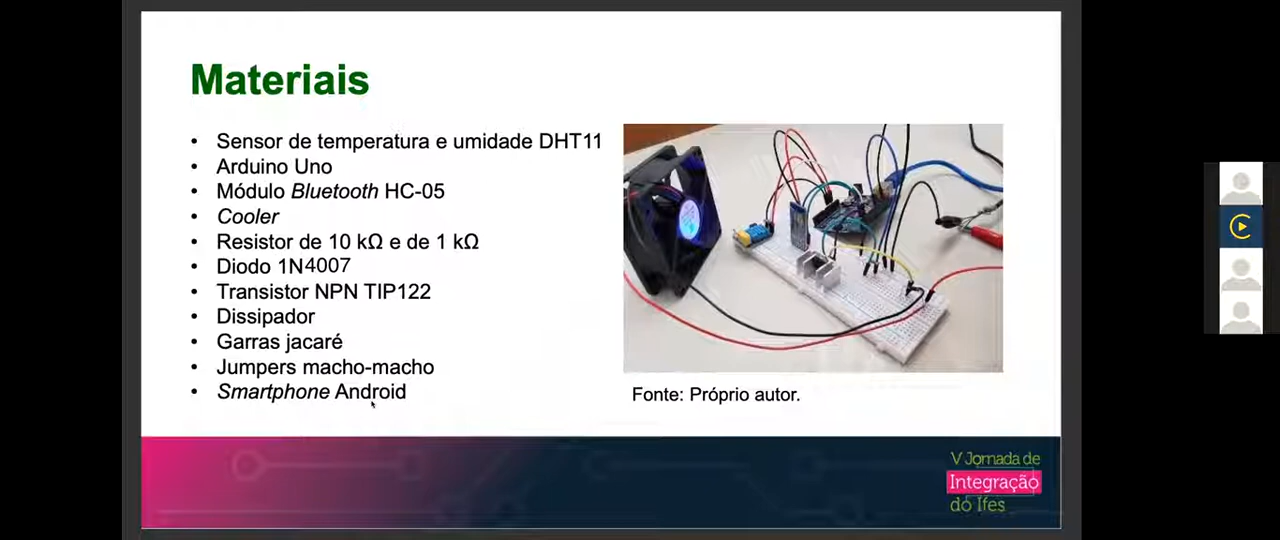 Materiais
• Sensor de temperatura e umidade DHT11
• Arduino Uno
• Módulo Bluetooth HC-05
• Cooler
• Resistor de 10 kΩ e de 1 kΩ
• Diodo 1N4007
• Transistor NPN TIP122
• Dissipador
• Garras jacaré
• Jumpers macho-macho
• Smartphone Android
Fonte: Próprio autor.
V Jornada de
Integração
do Ifes